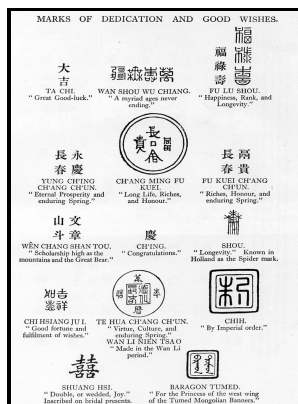 MARKS OF DEDICATION AND GOOD WISHES.
大
吉
TA CHI.
"Great Good-luck."
WAN SHOU WU CHIANG.
"A myriad ages never
ending."
福
祿
壽
FU LU SHOU.
"Happiness, Rank, and
Longevity."
長 永
春 慶
YUNG CH'ING
CH'ANG CH'UN.
"Eternal Prosperity and
enduring Spring."
CH'ANG MING FU
KUEI.
"Long Life, Riches,
and Honour."
長
春 貴
FU KUEI CH'ANG
CH'UN.
"Riches, Honour, and
enduring Spring."
山 文
斗 章
WÊN CHANG SHAN TOU.
"Scholarship high as the
mountains and the Great Bear."
慶
CH'ING.
"Congratulations."
SHOU.
"Longevity." Known in
Holland as the Spider mark.
吉
祥
CHI HSIANG JU I.
"Good fortune and
fulfilment of wishes."
TE HUA CH'ANG CH'UN.
"Virtue, Culture, and
enduring Spring."
WAN LI NIEN TSAO
"Made in the Wan Li
period."
CHIH.
"By Imperial order."
囍
SHUANG HSI.
"Double, or wedded, Joy."
Inscribed on bridal presents.
BARAGON TUMED.
"For the Princess of the west wing
of the Tumed Mongolian Banners."